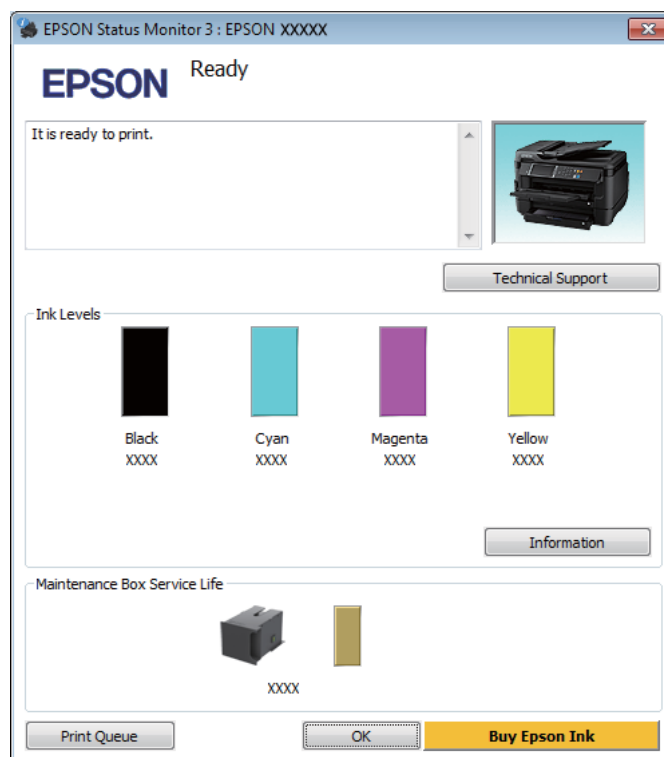 EPSON Status Monitor 3 : EPSON XXXXX
EPSON
Ready
It is ready to print.
Technical Support
Ink Levels
Black Cyan Magenta Yellow
XXXX XXXX XXXX XXXX
Information
Maintenance Box Service Life
XXXX
Print Queue OK Buy Epson Ink